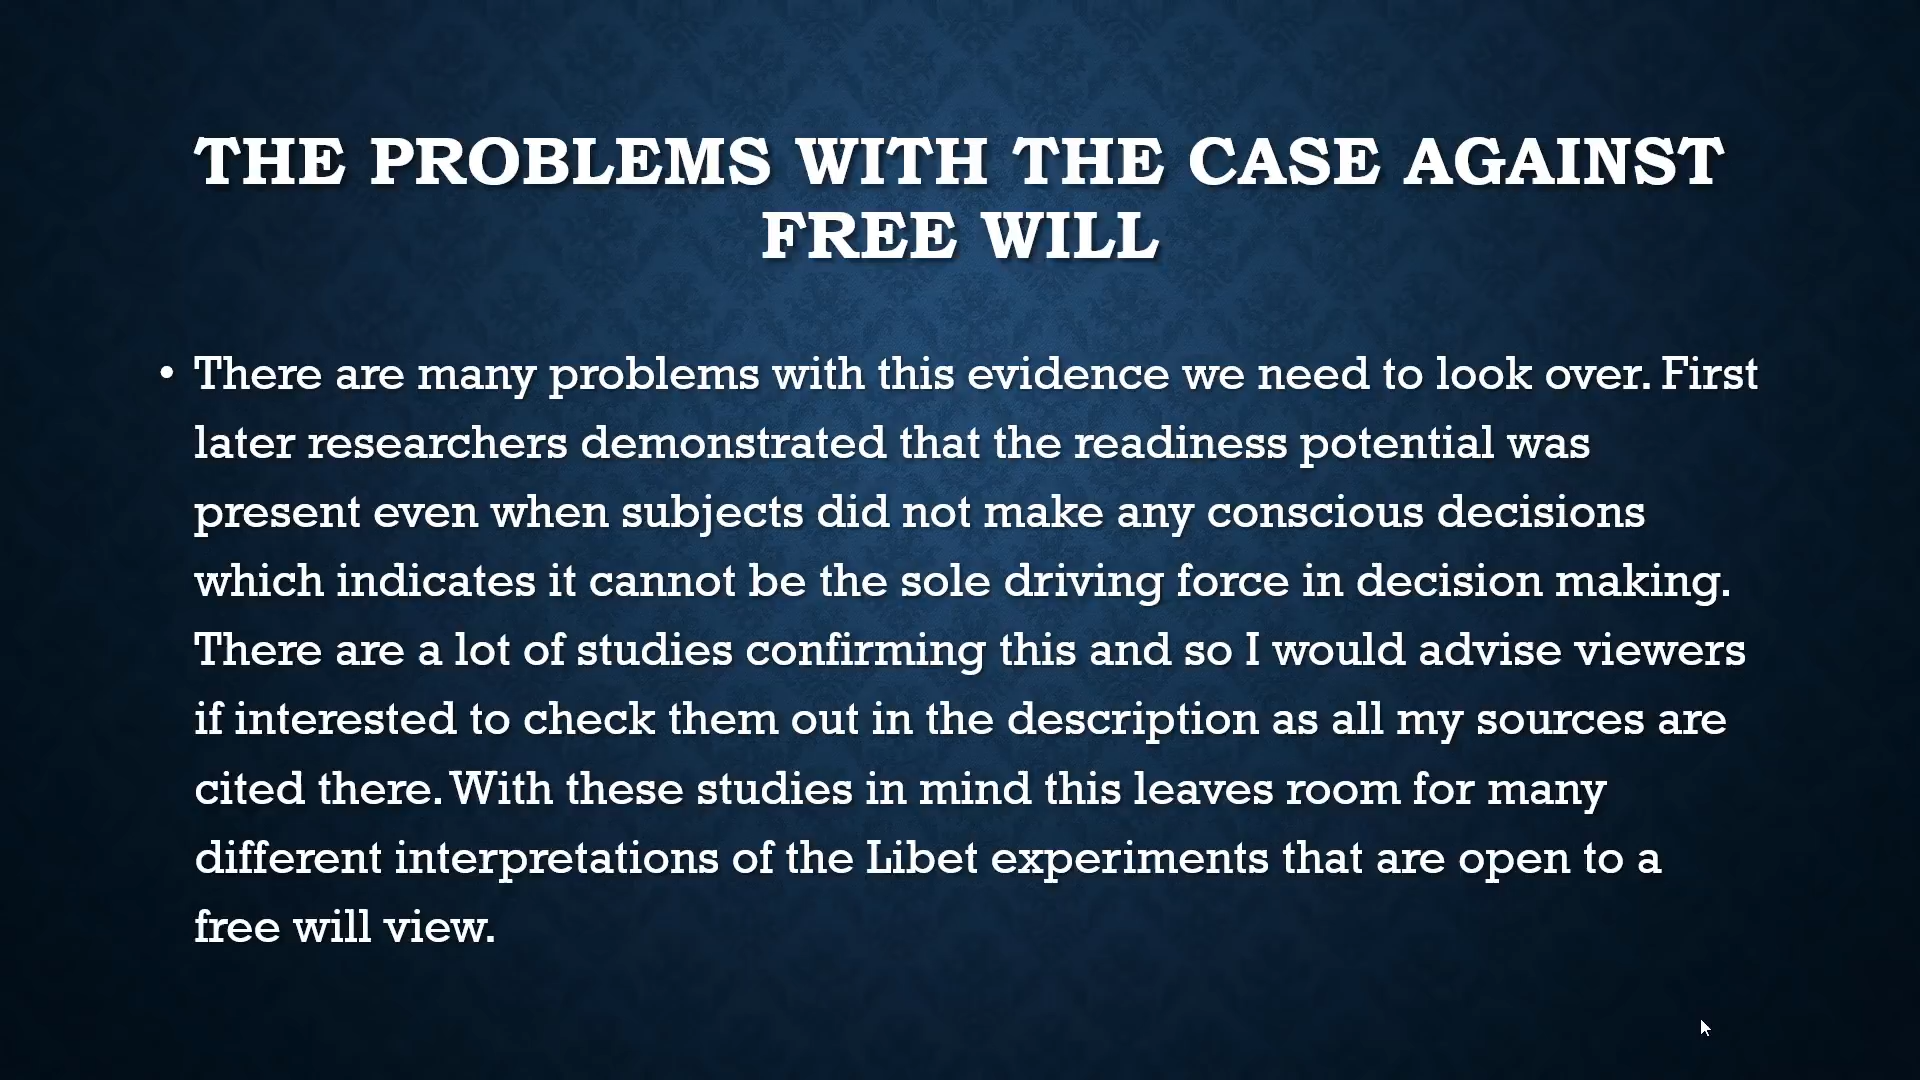 THE PROBLEMS WITH THE CASE AGAINST
FREE WILL
• There are many problems with this evidence we need to look over. First
later researchers demonstrated that the readiness potential was
present even when subjects did not make any conscious decisions
which indicates it cannot be the sole driving force in decision making.
There are a lot of studies confirming this and so I would advise viewers
if interested to check them out in the description as all my sources are
cited there. With these studies in mind this leaves room for many
different interpretations of the Libet experiments that are open to a
free will view.